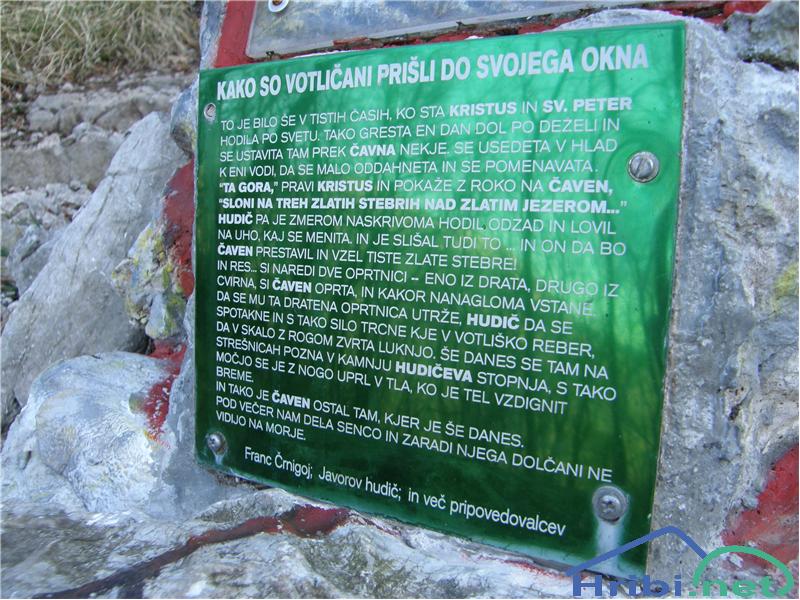 KAKO SO VOTLIČANI PRIŠLI DO SVOJEGA OKNA
TO JE BILO ŠE V TISTIH ČASIH, KO STA KRISTUS IN SV. PETER
HODILA PO SVETU. TAKO GRESTA EN DAN DOL PO DEŽELI IN
SE USTAVITA TAM PREK ČAVNA NEKJE. SE USEDETA V HLAD
K ENI VODI, DA SE MALO ODDAHNETA IN SE POMENAVATA.
"TA GORA," PRAVI KRISTUS IN POKAŽE Z ROKO NA ČAVEN,
"SLONI NA TREH ZLATIH STEBRIH NAD ZLATIM JEZEROM..."
HUDIČ PA JE ZMEROM NASKRIVOMA HODIL ODZAD IN LOVIL
NA UHO, KAJ SE MENITA. IN JE SLIŠAL TUDI TO ... IN ON DA BO
ČAVEN PRESTAVIL IN VZEL TISTE ZLATE STEBRE!
IN RES... SI NAREDI DVE OPRTNICI – ENO IZ DRATA, DRUGO IZ
CVIRNA, SI ČAVEN OPRTA, IN KAKOR NANAGLOMA VSTANE,
DA SE MU TA DRATENA OPRTNICA UTRŽE, HUDIČ DA SE
SPOTAKNE IN S TAKO SILO TRCNE KJE V VOTLIŠKO REBER,
DA V SKALO Z ROGOM ZVRTA LUKNJO. ŠE DANES SE TAM NA
STREŠNICAH POZNA V KAMNJU HUDIČEVA STOPNJA, S TAKO
MOČJO SE JE Z NOGO UPRL V TLA, KO JE TEL VZDIGNIT
BREME.
IN TAKO JE ČAVEN OSTAL TAM, KJER JE ŠE DANES.
POD VEČER NAM DELA SENCO IN ZARADI NJEGA DOLČANI NE
VIDIJO NA MORJE.
Franc Črnigoj; Javorov hudič; in več pripovedovalcev
Hribi.net